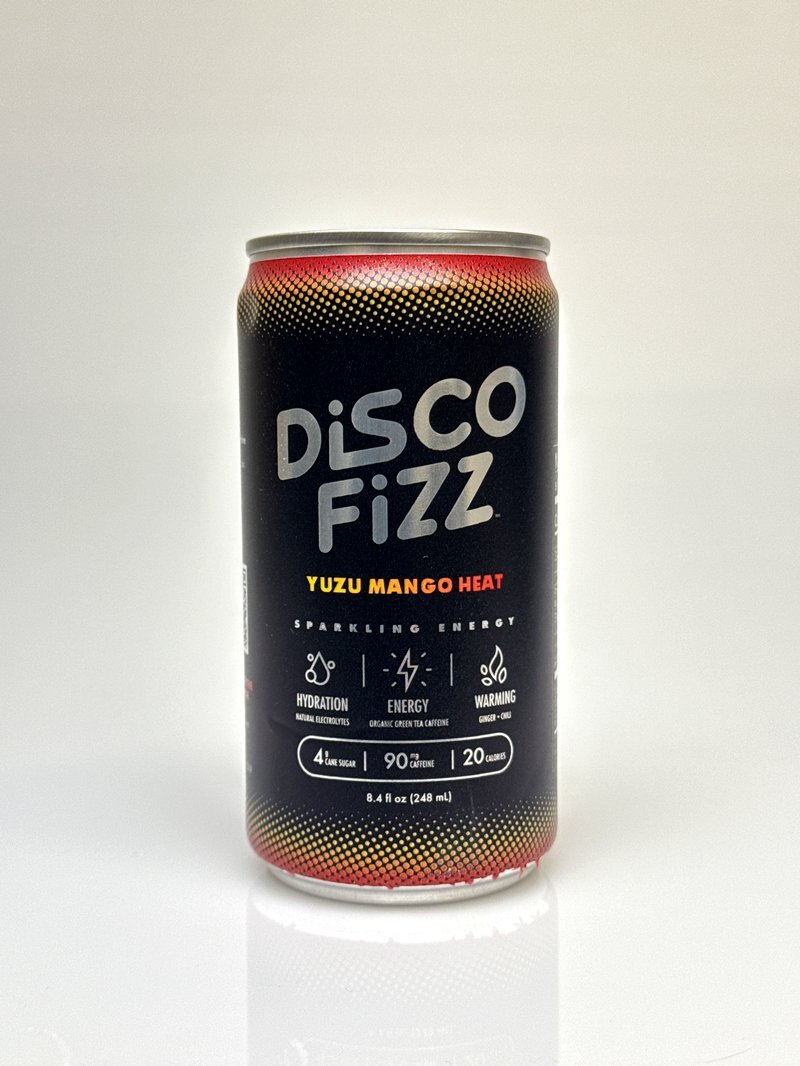 DiSCO
FiZZ
YUZU MANGO HEAT
SPARKLING ENERGY
HYDRATION
NATURAL ELECTROLYTES
ENERGY
ORGANIC GREEN TEA CAFFEINE
WARMING
GINGER + CHILI
4g CANE SUGAR | 90mg CAFFEINE | 20 CALORIES
8.4 fl oz (248 mL)